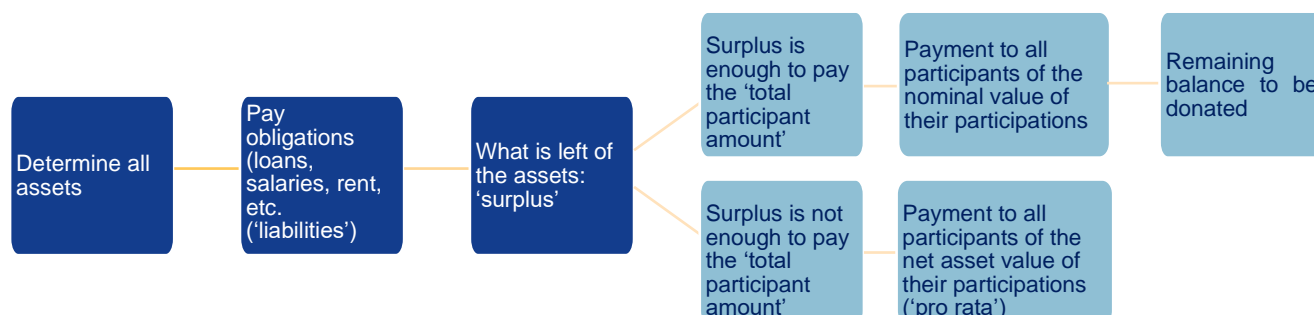 Determine all
assets
Pay
obligations
(loans,
salaries, rent,
etc.
(‘liabilities’)
What is left of
the assets:
‘surplus’
Surplus is
enough to pay
the ‘total
participant
amount’
Payment to all
participants of the
nominal value of
their participations
Remaining
balance to be
donated
Surplus is not
enough to pay
the ‘total
participant
amount’
Payment to all
participants of the
net asset value of
their participations
(‘pro rata’)